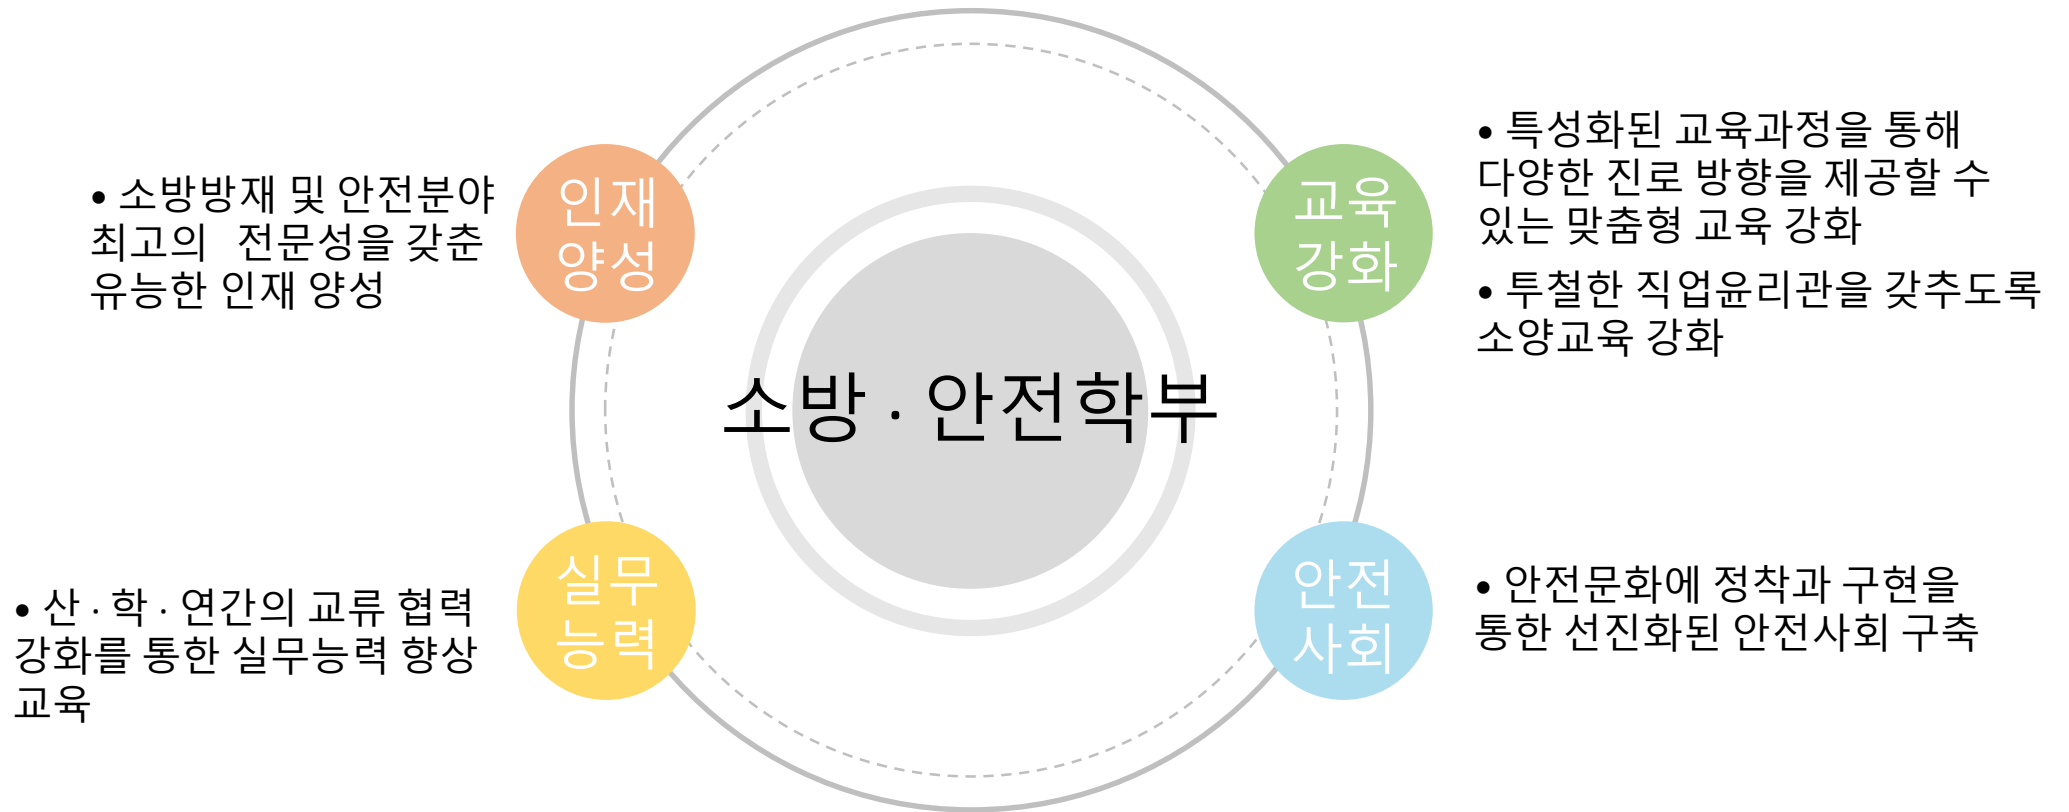 • 소방방재 및 안전분야
최고의 전문성을 갖춘
유능한 인재 양성
인재
양성
교육
강화
• 특성화된 교육과정을 통해
다양한 진로 방향을 제공할 수
있는 맞춤형 교육 강화
• 투철한 직업윤리관을 갖추도록
소양교육 강화
소방 · 안전학부
• 산 · 학 · 연간의 교류 협력
강화를 통한 실무능력 향상
교육
실무
능력
안전
사회
• 안전문화에 정착과 구현을
통한 선진화된 안전사회 구축